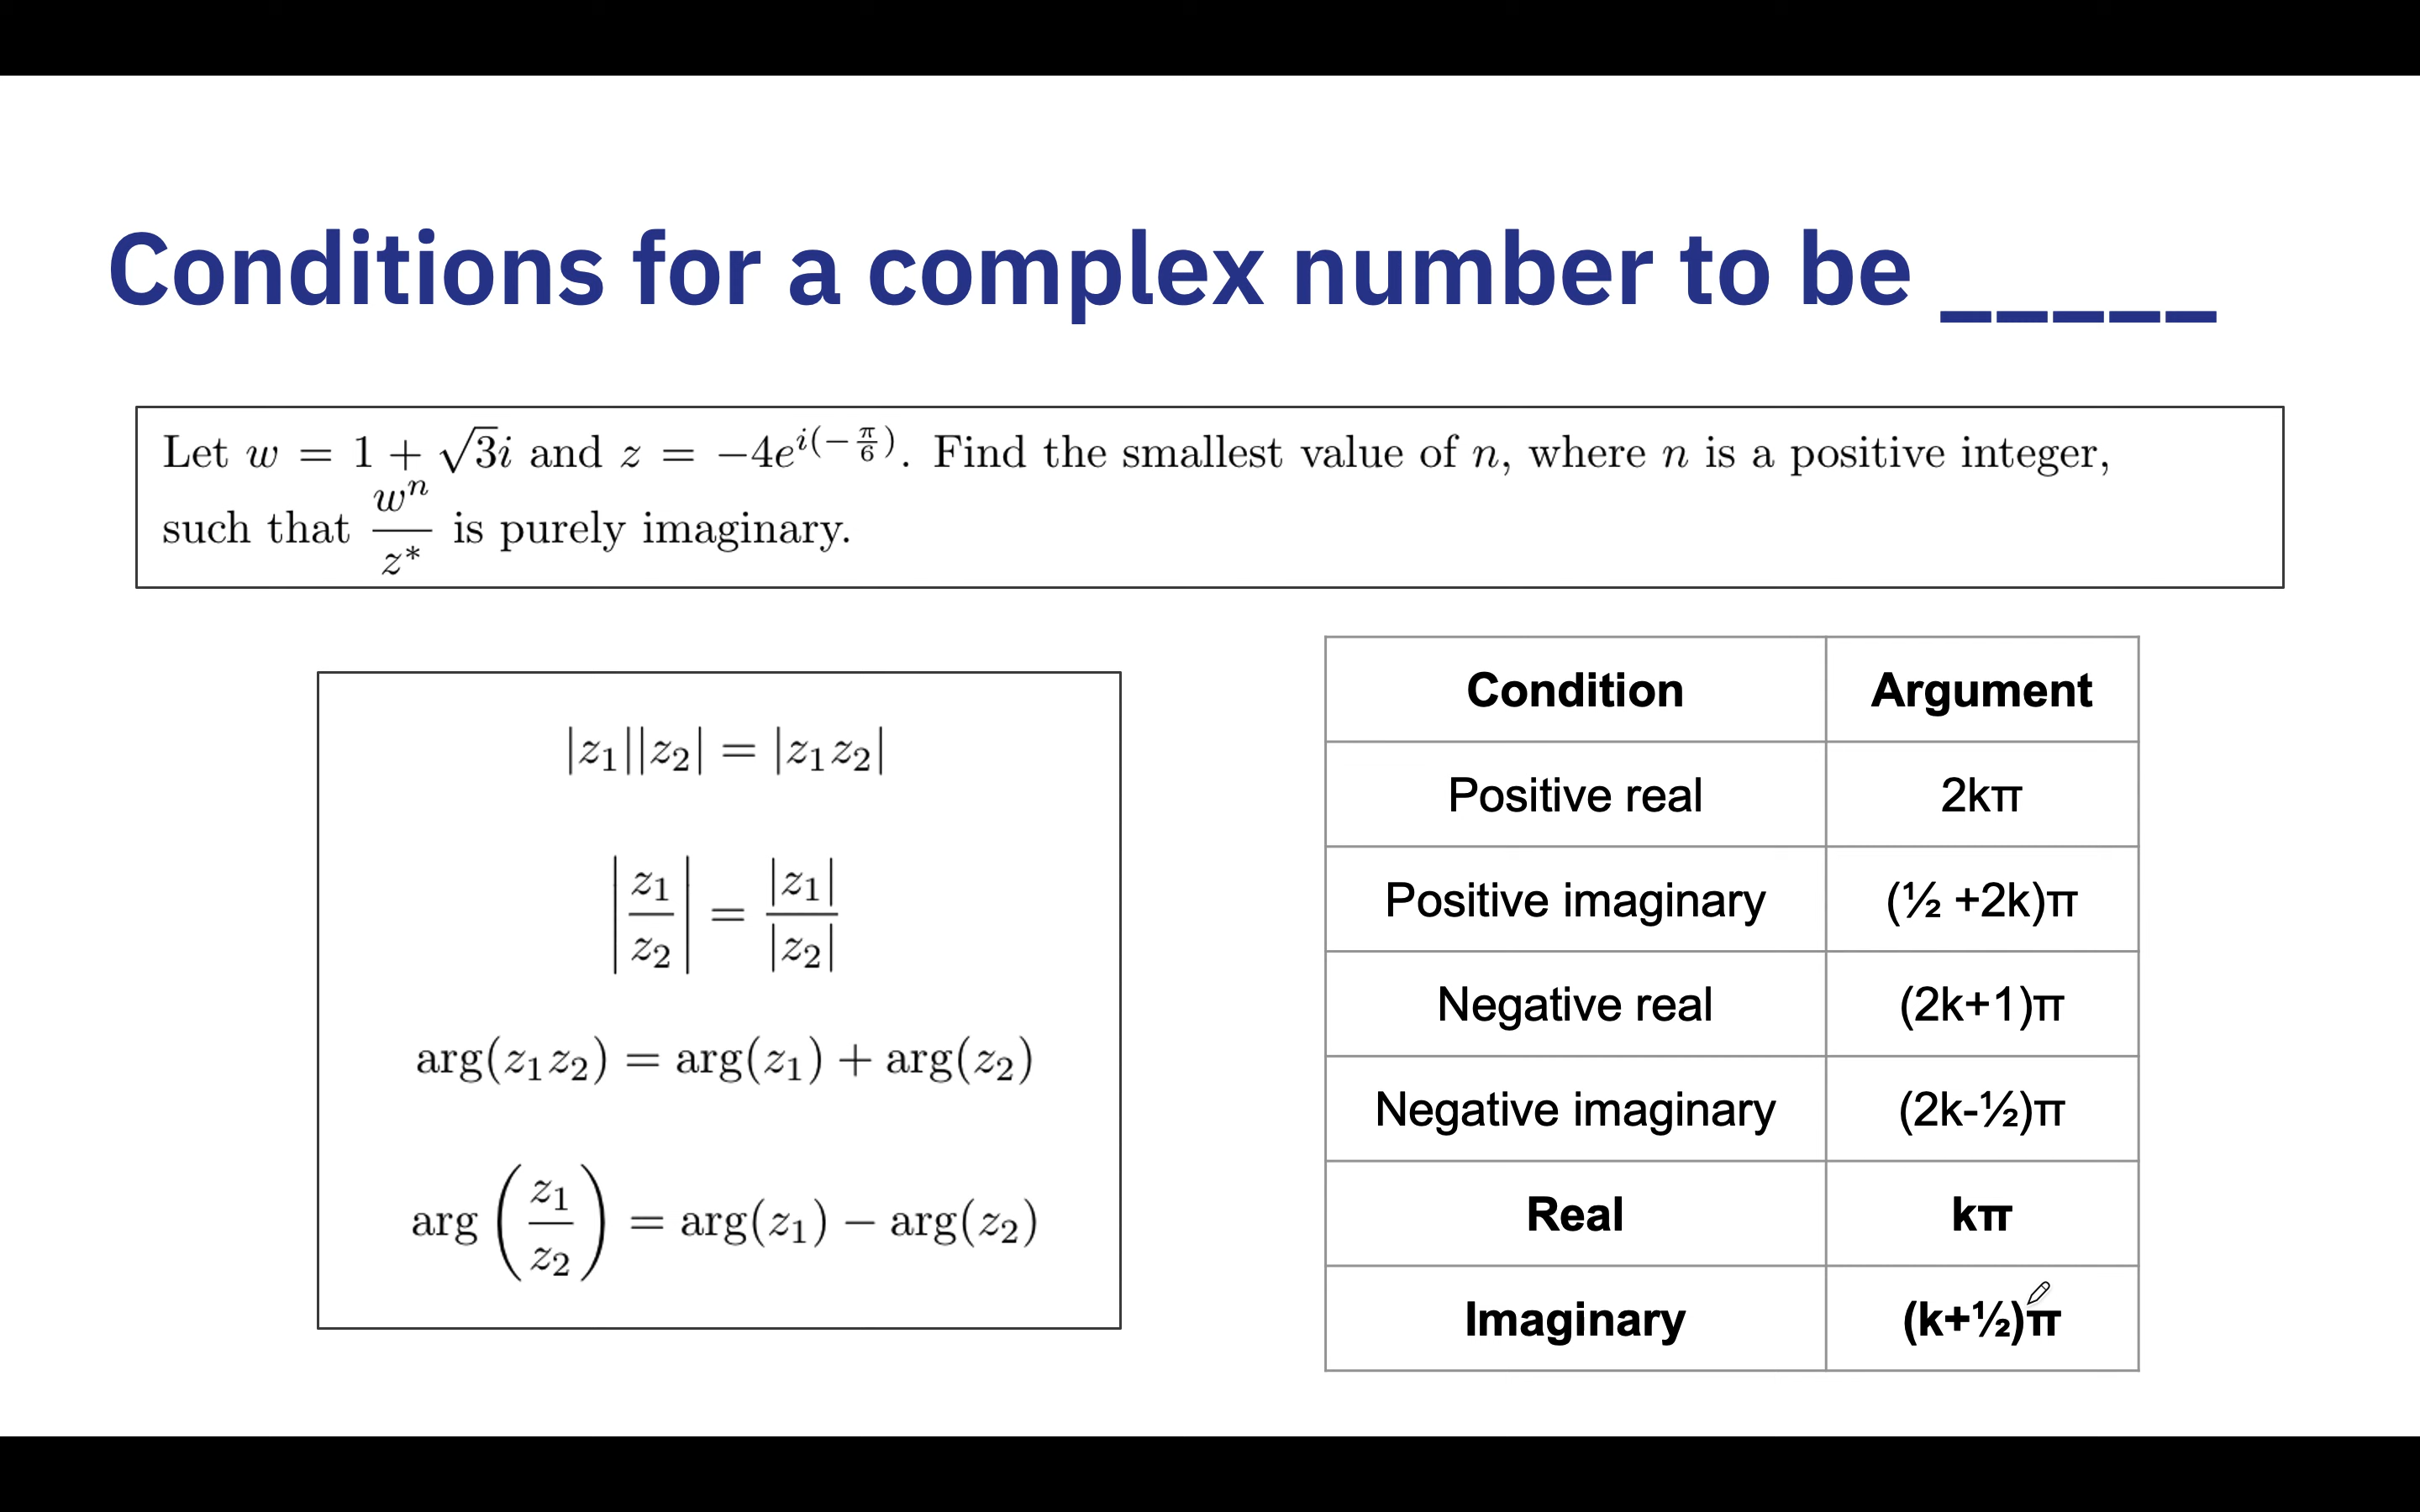 Conditions for a complex number to be _____
Let w = 1 + √3i and z = −4e^{i(−π/6)}. Find the smallest value of n, where n is a positive integer,
such that w^n/z* is purely imaginary.
|z₁||z₂| = |z₁z₂|
|z₁/z₂| = |z₁|/|z₂|
arg(z₁z₂) = arg(z₁) + arg(z₂)
arg(z₁/z₂) = arg(z₁) − arg(z₂)
Condition Argument
Positive real 2kπ
Positive imaginary (½ +2k)π
Negative real (2k+1)π
Negative imaginary (2k-½)π
Real kπ
Imaginary (k+½)π